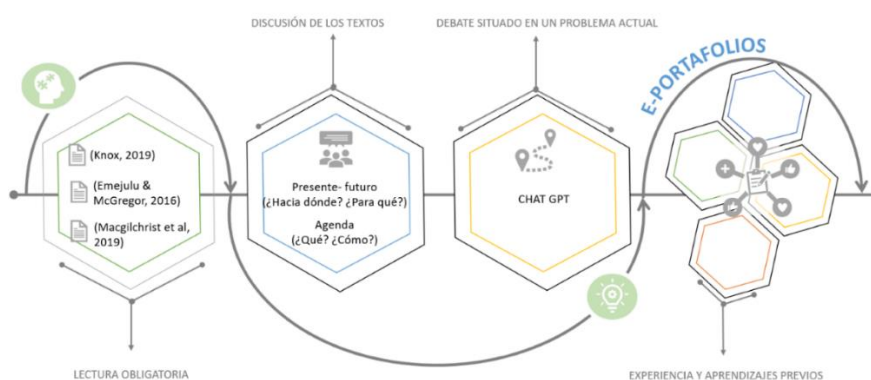 DISCUSIÓN DE LOS TEXTOS
DEBATE SITUADO EN UN PROBLEMA ACTUAL
E-PORTAFOLIOS
(Knox, 2019)
(Emejulu &
McGregor, 2016)
(Macgilchrist et al,
2019)
Presente- futuro
(¿Hacia dónde? ¿Para qué?)
Agenda
(¿Qué? ¿Cómo?)
CHAT GPT
LECTURA OBLIGATORIA
EXPERIENCIA Y APRENDIZAJES PREVIOS